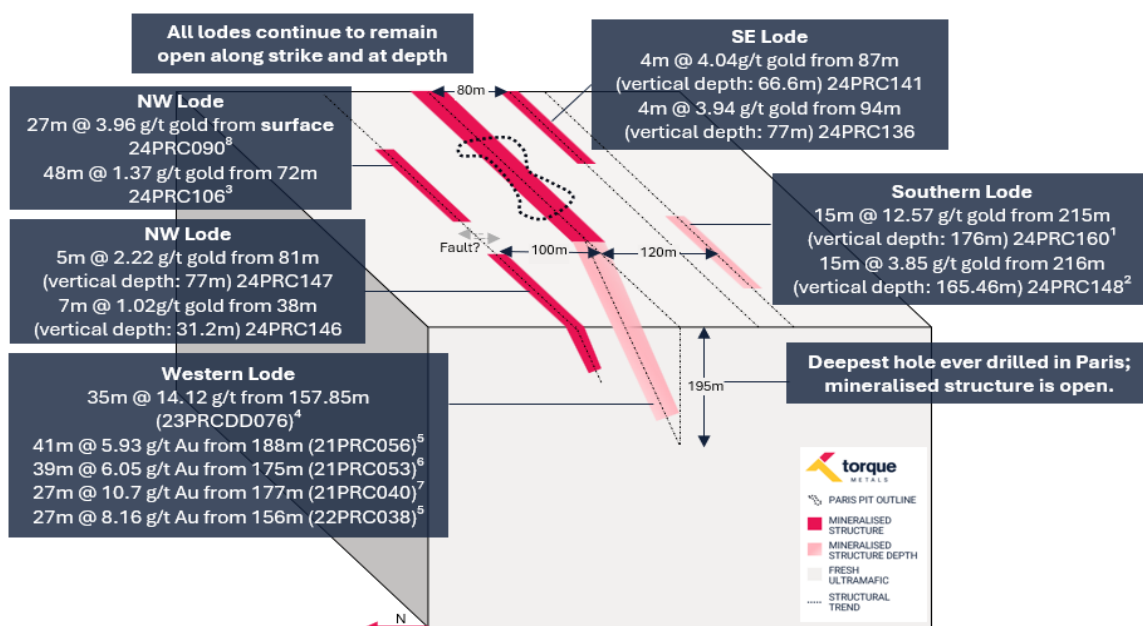 All lodes continue to remain
open along strike and at depth
SE Lode
4m @ 4.04g/t gold from 87m
(vertical depth: 66.6m) 24PRC141
4m @ 3.94 g/t gold from 94m
(vertical depth: 77m) 24PRC136
80m
NW Lode
27m @ 3.96 g/t gold from surface
24PRC090⁸
48m @ 1.37 g/t gold from 72m
24PRC106³
Southern Lode
15m @ 12.57 g/t gold from 215m
(vertical depth: 176m) 24PRC160¹
15m @ 3.85 g/t gold from 216m
(vertical depth: 165.46m) 24PRC148²
Fault?
100m
120m
NW Lode
5m @ 2.22 g/t gold from 81m
(vertical depth: 77m) 24PRC147
7m @ 1.02g/t gold from 38m
(vertical depth: 31.2m) 24PRC146
Deepest hole ever drilled in Paris;
mineralised structure is open.
195m
Western Lode
35m @ 14.12 g/t from 157.85m
(23PRCDD076)⁴
41m @ 5.93 g/t Au from 188m (21PRC056)⁵
39m @ 6.05 g/t Au from 175m (21PRC053)⁶
27m @ 10.7 g/t Au from 177m (21PRC040)⁷
27m @ 8.16 g/t Au from 156m (22PRC038)⁵
torque
METALS
PARIS PIT OUTLINE
MINERALISED
STRUCTURE
MINERALISED
STRUCTURE DEPTH
FRESH
ULTRAMAFIC
STRUCTURAL
TREND
N